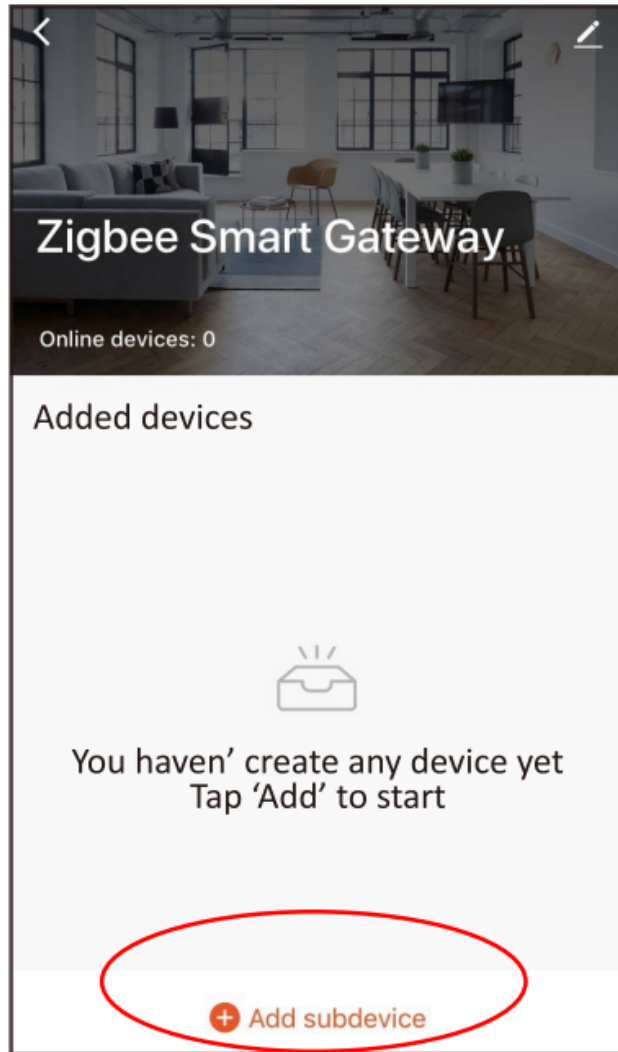 Zigbee Smart Gateway
Online devices: 0
Added devices
You haven’ create any device yet
Tap ‘Add’ to start
Add subdevice